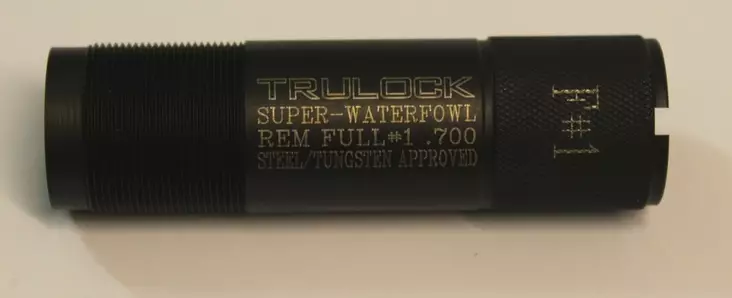 TRULOCK
SUPER-WATERFOWL
REM FULL#1 .700
STEEL/TUNGSTEN APPROVED
F#1